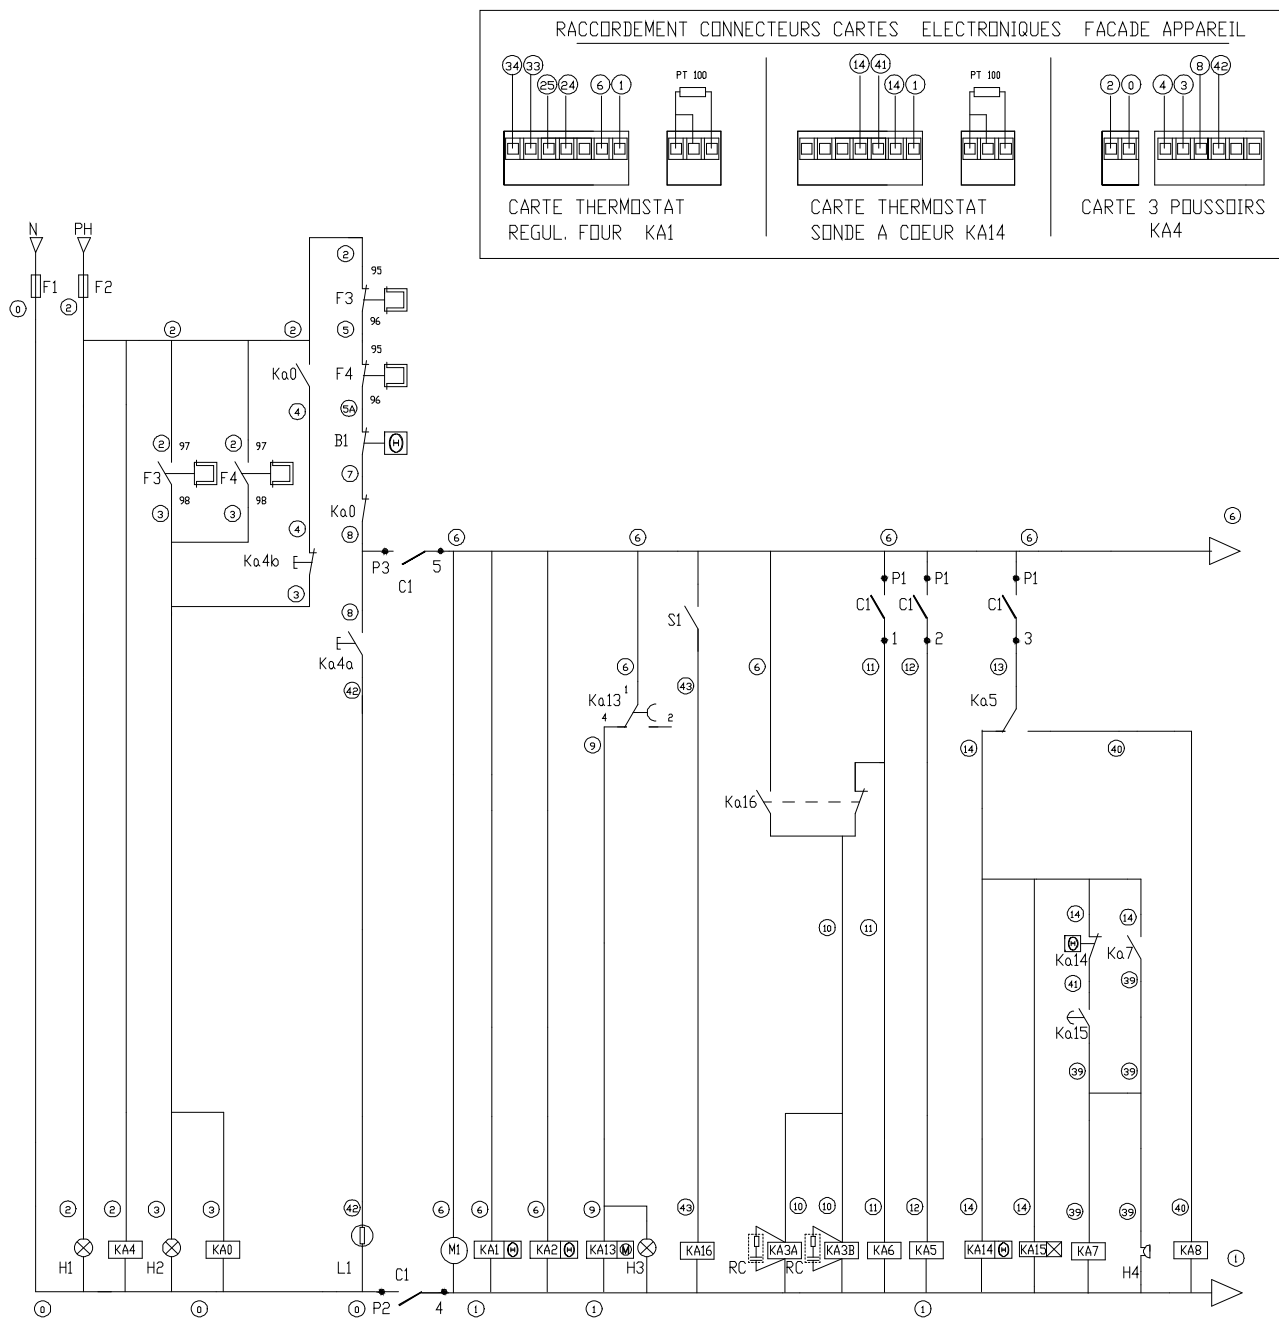 RACCORDEMENT CONNECTEURS CARTES ELECTRONIQUES FACADE APPAREIL
34 33 25 24 6 1
PT 100
14 41 14 1
PT 100
2 0 4 3 8 42
CARTE THERMOSTAT
REGUL. FOUR KA1
CARTE THERMOSTAT
SONDE A COEUR KA14
CARTE 3 POUSSOIRS
KA4
N PH
2
95
F1 F2 F3
0 2
96
2 2 5
95
Ka0 F4
96
4 5A
2 97 2 97 B1
F3 F4 7
98 98
3 3 Ka0
4 8 6 6 6 6 6
Ka4b P3 5
C1 P1 P1 P1
3 C1 C1 C1
8 S1
1 2 3
Ka4a 6 6 11 12 13
42 43
Ka13 1 Ka5
4 2
9 14 40
Ka16
14 14
10 11
Ka14 Ka7
41 39
Ka15
39 39
2 2 3 3 42 6 6 6 9 43 10 10 11 12 14 14 39 39 40
KA4 KA0 M1 KA1 KA2 KA13 M KA16 KA3A KA3B KA6 KA5 KA14 KA15 KA7 KA8
H1 H2 L1 C1 H3 RC RC H4 1
0 0 0 P2 4 1 1 1